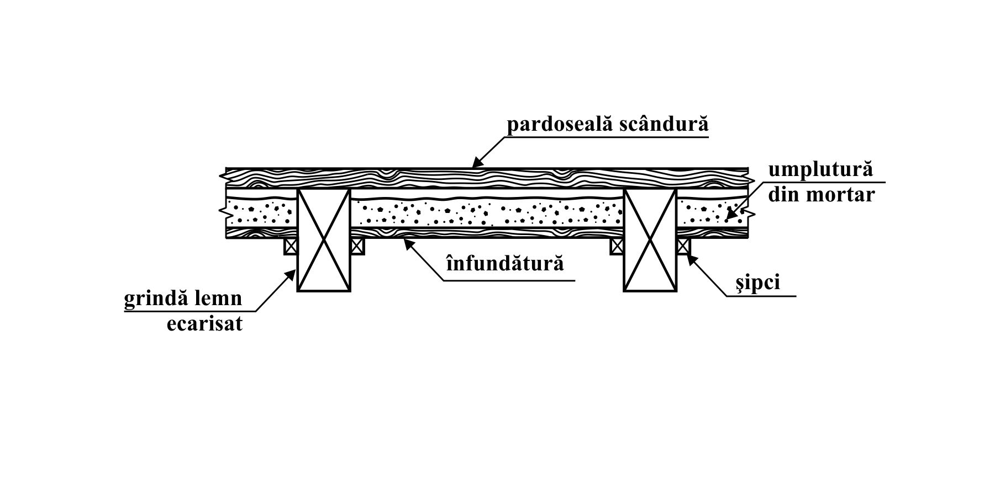 pardoseală scândură
umplutură
din mortar
înfundătură
şipci
grindă lemn
ecarisat